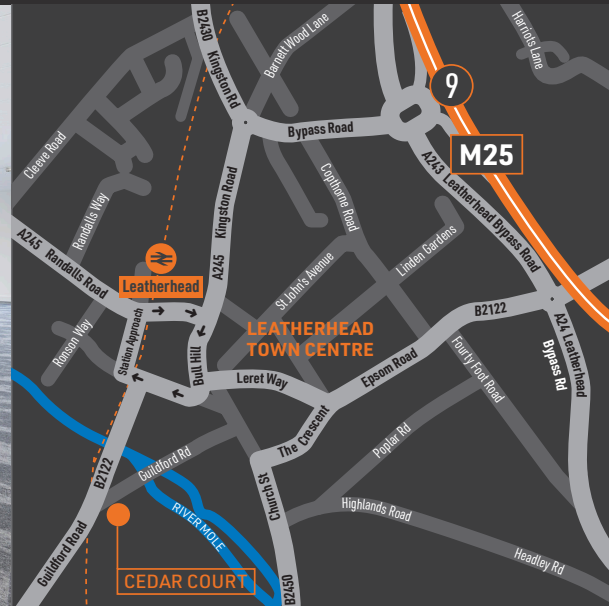 B2430
Kingston Rd
Barnett Wood Lane
Harriots Lane
9
M25
Bypass Road
Cleeve Road
Randalls Way
A245
Kingston Road
Copthorne Road
A243 Leatherhead Bypass Road
A245 Randalls Road
Leatherhead
St John's Avenue
Linden Gardens
Ronson Way
Station Approach
Bull Hill
LEATHERHEAD
TOWN CENTRE
B2122
A24 Leatherhead
Bypass Rd
Leret Way
Epsom Road
Fourty Foot Road
The Crescent
Poplar Rd
Guildford Rd
B2122
Church St
Highlands Road
RIVER MOLE
Headley Rd
Guildford Road
CEDAR COURT
B2450